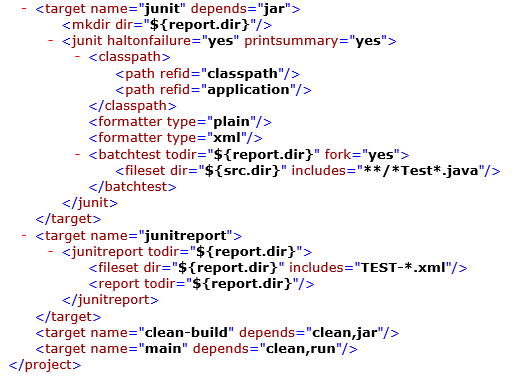 - <target name="junit" depends="jar">
<mkdir dir="${report.dir}"/>
- <junit haltonfailure="yes" printsummary="yes">
- <classpath>
<path refid="classpath"/>
<path refid="application"/>
</classpath>
<formatter type="plain"/>
<formatter type="xml"/>
- <batchtest todir="${report.dir}" fork="yes">
<fileset dir="${src.dir}" includes="**/*Test*.java"/>
</batchtest>
</junit>
</target>
- <target name="junitreport">
- <junitreport todir="${report.dir}">
<fileset dir="${report.dir}" includes="TEST-*.xml"/>
<report todir="${report.dir}"/>
</junitreport>
</target>
<target name="clean-build" depends="clean,jar"/>
<target name="main" depends="clean,run"/>
</project>